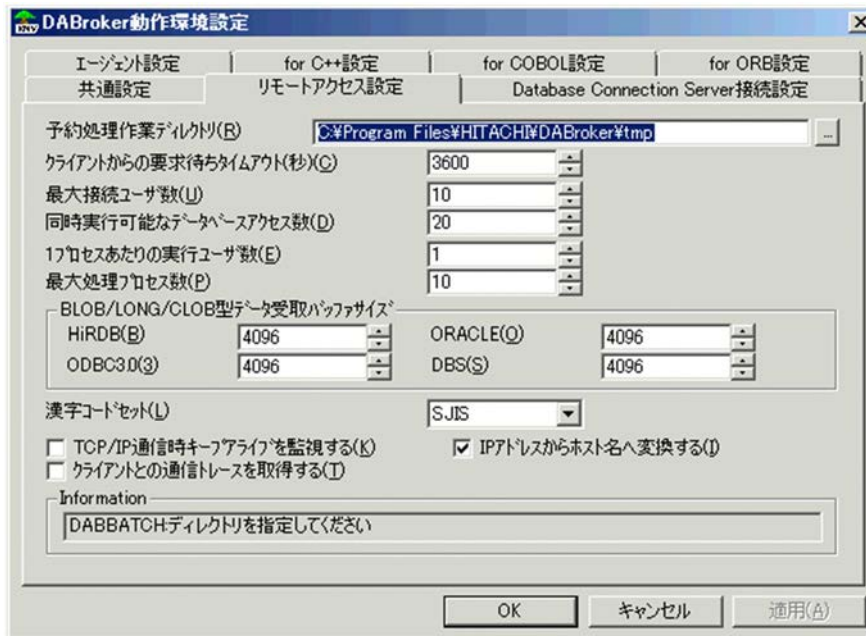 DABroker動作環境設定
エージェント設定 for C++設定 for COBOL設定 for ORB設定
共通設定 リモートアクセス設定 Database Connection Server接続設定
予約処理作業ディレクトリ(R) C:¥Program Files¥HITACHI¥DABroker¥tmp ...
クライアントからの要求待ちタイムアウト(秒)(C) 3600
最大接続ユーザ数(U) 10
同時実行可能なデータベースアクセス数(D) 20
1プロセスあたりの実行ユーザ数(E) 1
最大処理プロセス数(P) 10
BLOB/LONG/CLOB型データ受取バッファサイズ
HiRDB(B) 4096 ORACLE(O) 4096
ODBC3.0(3) 4096 DBS(S) 4096
漢字コードセット(L) SJIS
TCP/IP通信時キープアライブを監視する(K) IPアドレスからホスト名へ変換する(I)
クライアントとの通信トレースを取得する(T)
Information
DABBATCH:ディレクトリを指定してください
OK キャンセル 適用(A)